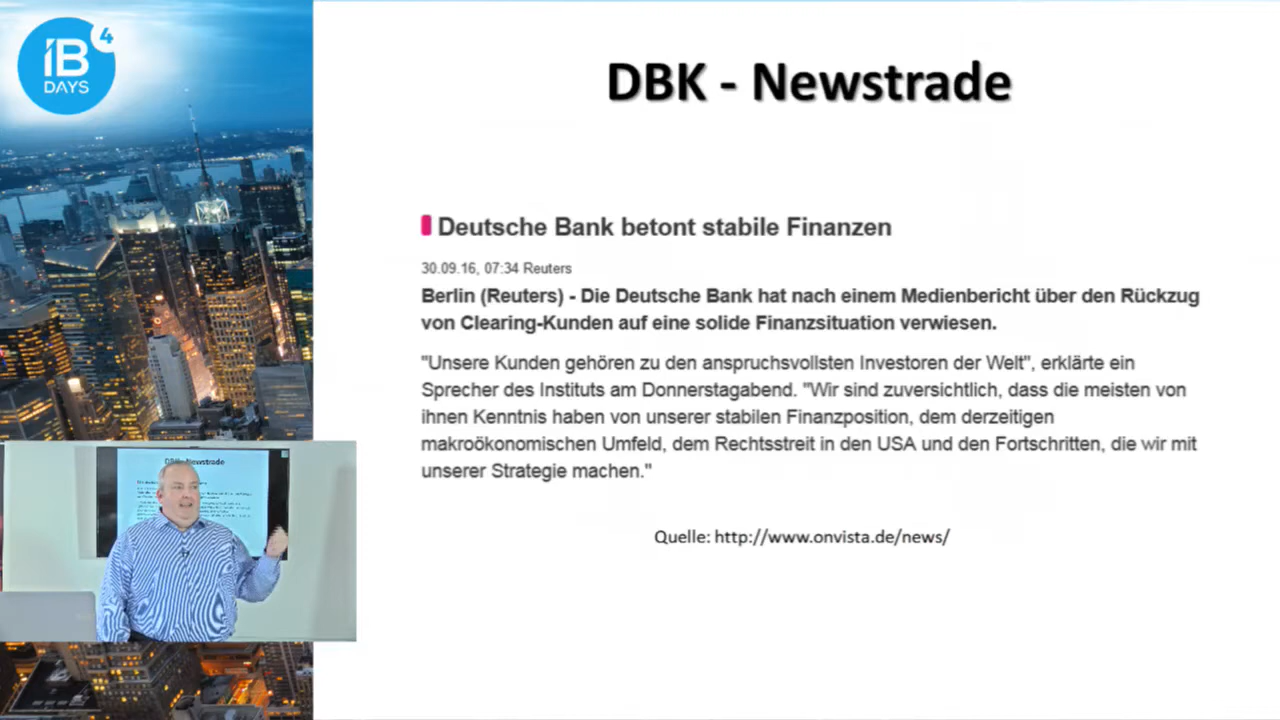 4
iB
DAYS
DBK - Newstrade
Deutsche Bank betont stabile Finanzen
30.09.16, 07:34 Reuters
Berlin (Reuters) - Die Deutsche Bank hat nach einem Medienbericht über den Rückzug
von Clearing-Kunden auf eine solide Finanzsituation verwiesen.
"Unsere Kunden gehören zu den anspruchsvollsten Investoren der Welt", erklärte ein
Sprecher des Instituts am Donnerstagabend. "Wir sind zuversichtlich, dass die meisten von
ihnen Kenntnis haben von unserer stabilen Finanzposition, dem derzeitigen
makroökonomischen Umfeld, dem Rechtsstreit in den USA und den Fortschritten, die wir mit
unserer Strategie machen."
Quelle: http://www.onvista.de/news/
DBK - Newstrade